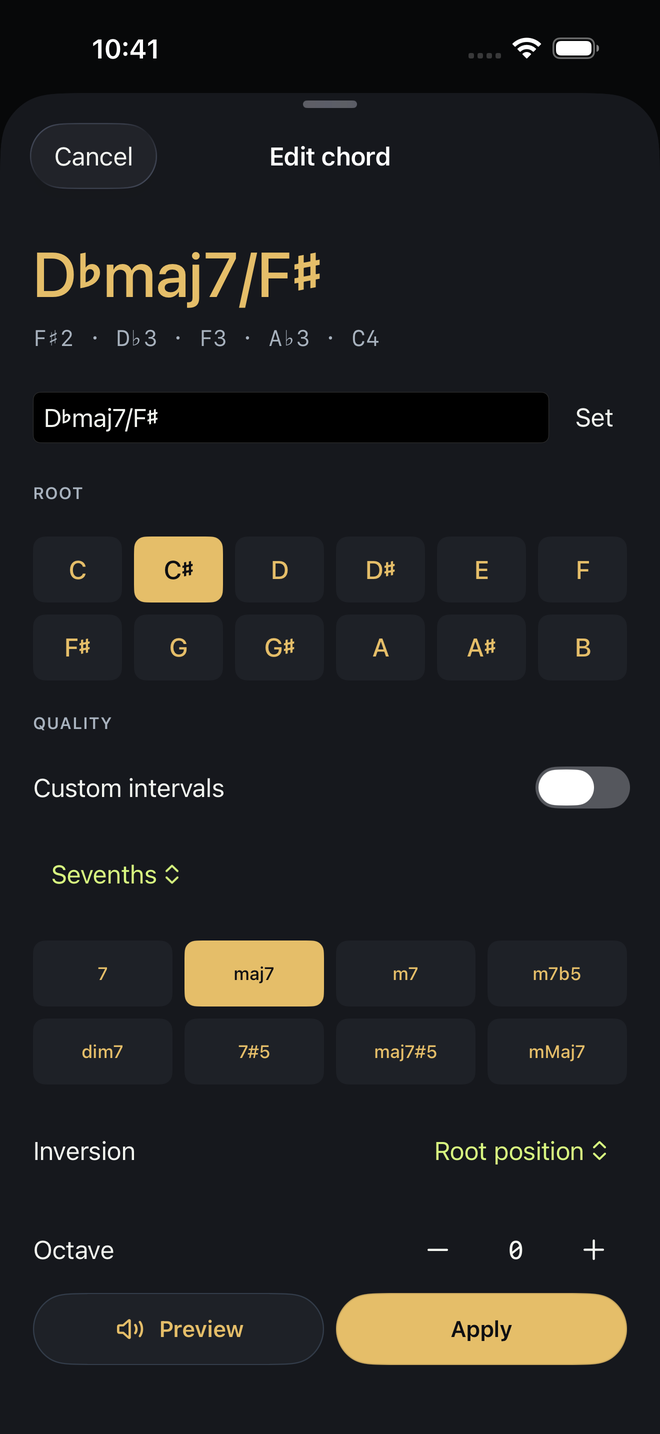 10:41
Cancel
Edit chord
D♭maj7/F♯
F♯2 · D♭3 · F3 · A♭3 · C4
D♭maj7/F♯
Set
ROOT
C C♯ D D♯ E F
F♯ G G♯ A A♯ B
QUALITY
Custom intervals
Sevenths
7 maj7 m7 m7b5
dim7 7#5 maj7#5 mMaj7
Inversion
Root position
Octave
− 0 +
Preview
Apply